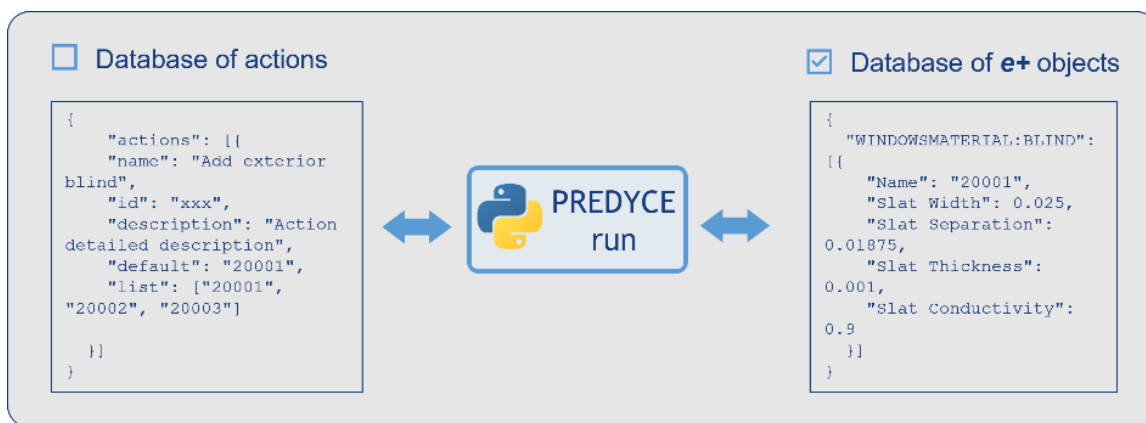 Database of actions
{
"actions": [{
"name": "Add exterior
blind",
"id": "xxx",
"description": "Action
detailed description",
"default": "20001",
"list": ["20001",
"20002", "20003"]
}]
}
PREDYCE
run
Database of e+ objects
{
"WINDOWSMATERIAL:BLIND":
[{
"Name": "20001",
"Slat Width": 0.025,
"Slat Separation":
0.01875,
"Slat Thickness":
0.001,
"Slat Conductivity":
0.9
}]
}